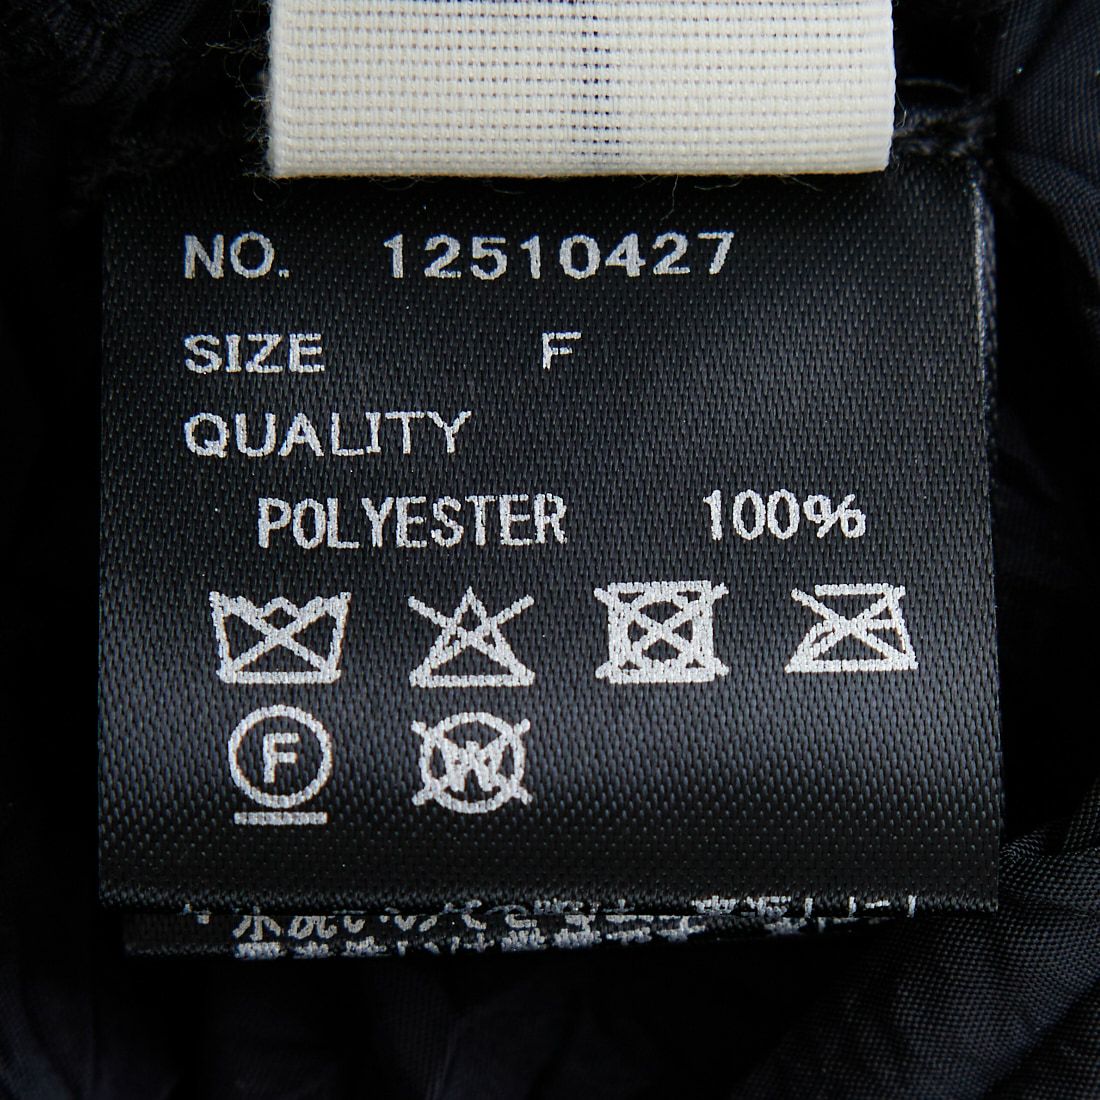 NO. 12510427
SIZE F
QUALITY
POLYESTER 100%
F
W